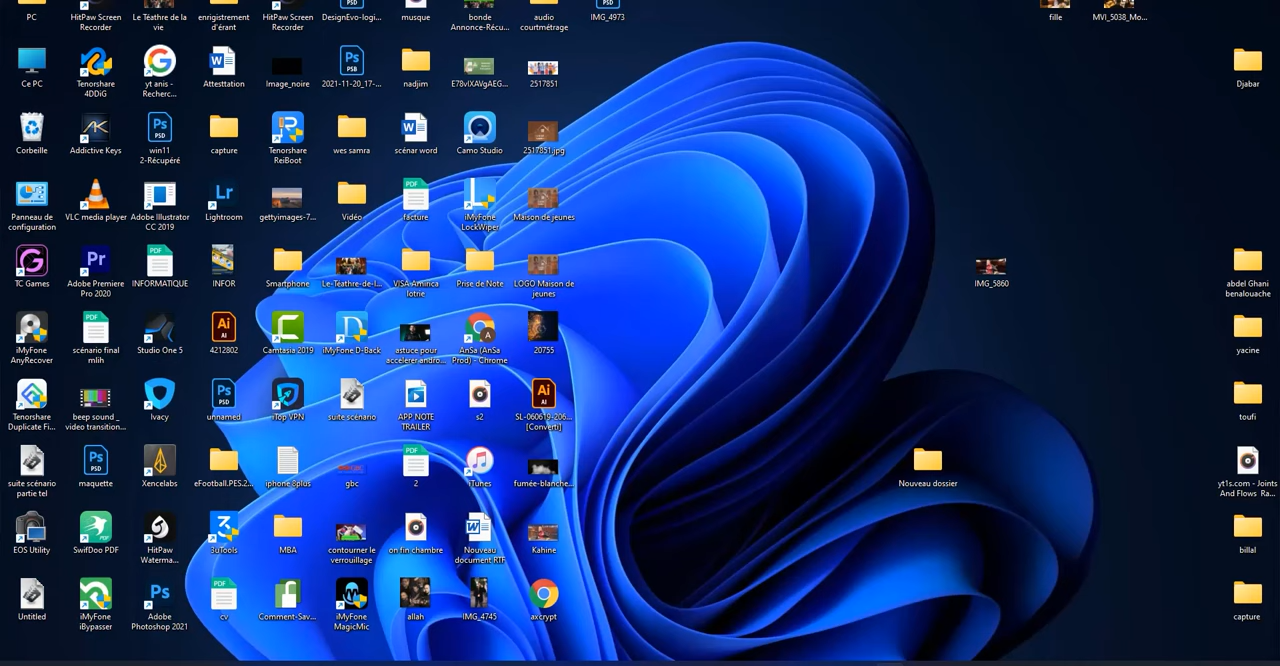 PC
HitPaw Screen
Recorder
Le Téathre de la
vie
enrigistrement
d'érant
HitPaw Screen
Recorder
DesignEvo-logi...
musque
bonde
Annonce-Récu...
audio
courtmétrage
IMG_4973
fille
MVI_5038_Mo...
Ce PC
Tenorshare
4DDiG
yt anis -
Recherc...
Attesttation
Image_noire
2021-11-20_17-...
nadjim
E78vIXAVgAEG...
2517851
Djabar
Corbeille
Addictive Keys
win11
2-Récupéré
capture
Tenorshare
ReiBoot
wes samra
scénar word
Camo Studio
2517851.jpg
Panneau de
configuration
VLC media player
Adobe Illustrator
CC 2019
Lightroom
gettyimages-7...
Vidéo
facture
iMyFone
LockWiper
Maison de jeunes
TC Games
Adobe Premiere
Pro 2020
INFORMATIQUE
INFOR
Smartphone
Le-Teathre-de-l...
VISA Amirica
lotrie
Prise de Note
LOGO Maison de
jeunes
IMG_5860
abdel Ghani
benalouache
iMyFone
AnyRecover
scénario final
mlih
Studio One 5
4212802
Camtasia 2019
iMyFone D-Back
astuce pour
accelerer andro...
AnSa (AnSa
Prod) - Chrome
20755
yacine
Tenorshare
Duplicate Fi...
beep sound_
video transition...
Ivacy
unnamed
iTop VPN
suite scenario
APP NOTE
TRAILER
s2
SL-060619-206...
[Converti]
toufi
suite scénario
partie tel
maquette
Xencelabs
eFootball.PES.2...
iphone 8plus
gbc
2
iTunes
fumée-blanche...
Nouveau dossier
yt1s.com - Joints
And Flows Ra...
EOS Utility
SwifDoo PDF
HitPaw
Waterma...
3uTools
MBA
contourner le
verrouillage
on fin chambre
Nouveau
document RTF
Kahine
billal
Untitled
iMyFone
iBypasser
Adobe
Photoshop 2021
cv
Comment-Sav...
iMyFone
MagicMic
allah
IMG_4745
axcrypt
capture